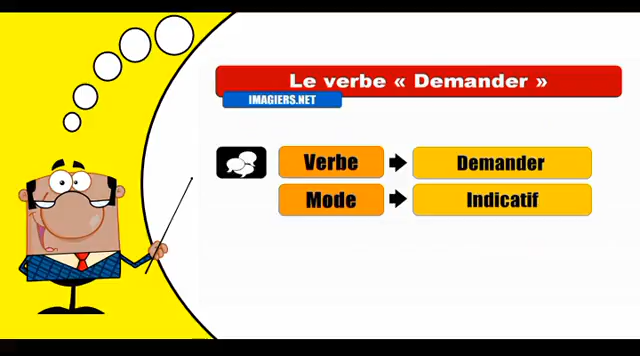 Le verbe « Demander »
IMAGIERS.NET
Verbe Demander
Mode Indicatif